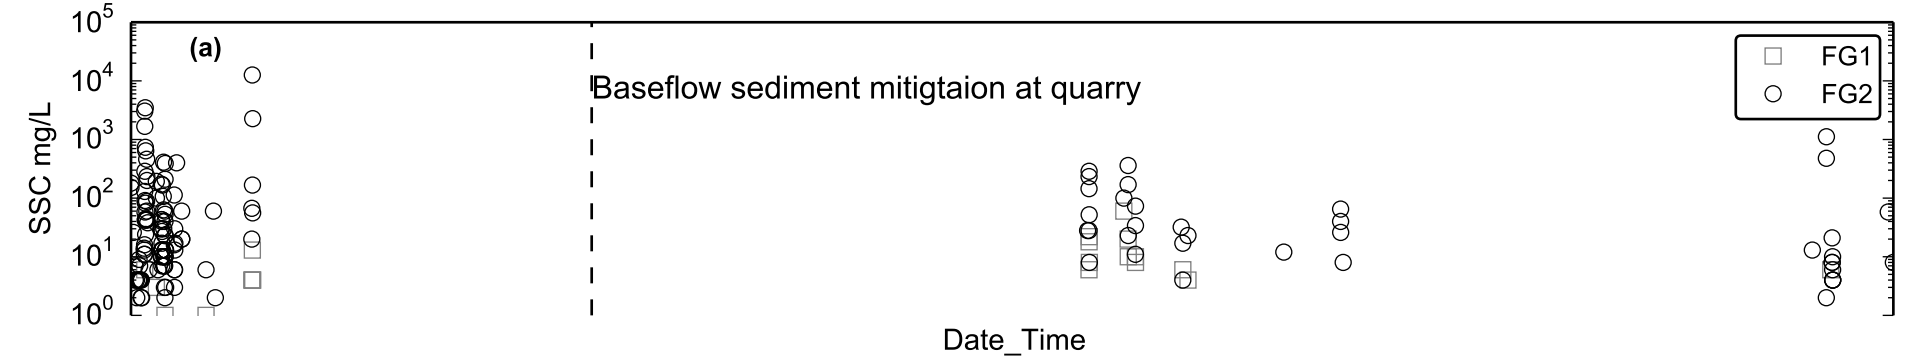 10^5
(a)
FG1
10^4
Baseflow sediment mitigtaion at quarry
FG2
10^3
SSC mg/L
10^2
10^1
10^0
Date_Time